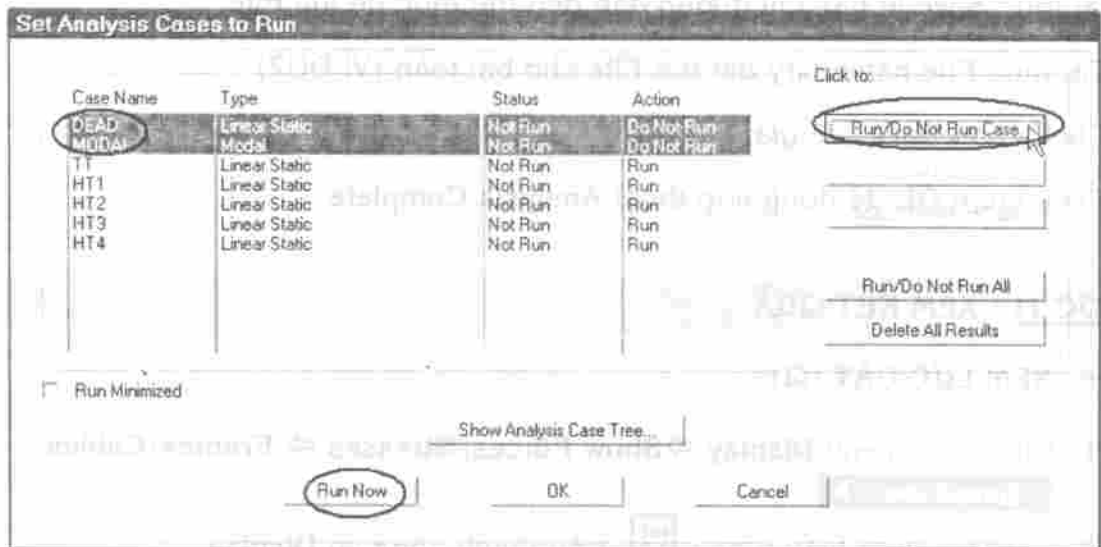 Set Analysis Cases to Run
Click to:
Case Name Type Status Action
DEAD Linear Static Not Run Do Not Run
MODAL Modal Not Run Do Not Run
TT Linear Static Not Run Run
HT1 Linear Static Not Run Run
HT2 Linear Static Not Run Run
HT3 Linear Static Not Run Run
HT4 Linear Static Not Run Run
Run/Do Not Run Case
Run/Do Not Run All
Delete All Results
Run Minimized
Show Analysis Case Tree...
Run Now OK Cancel